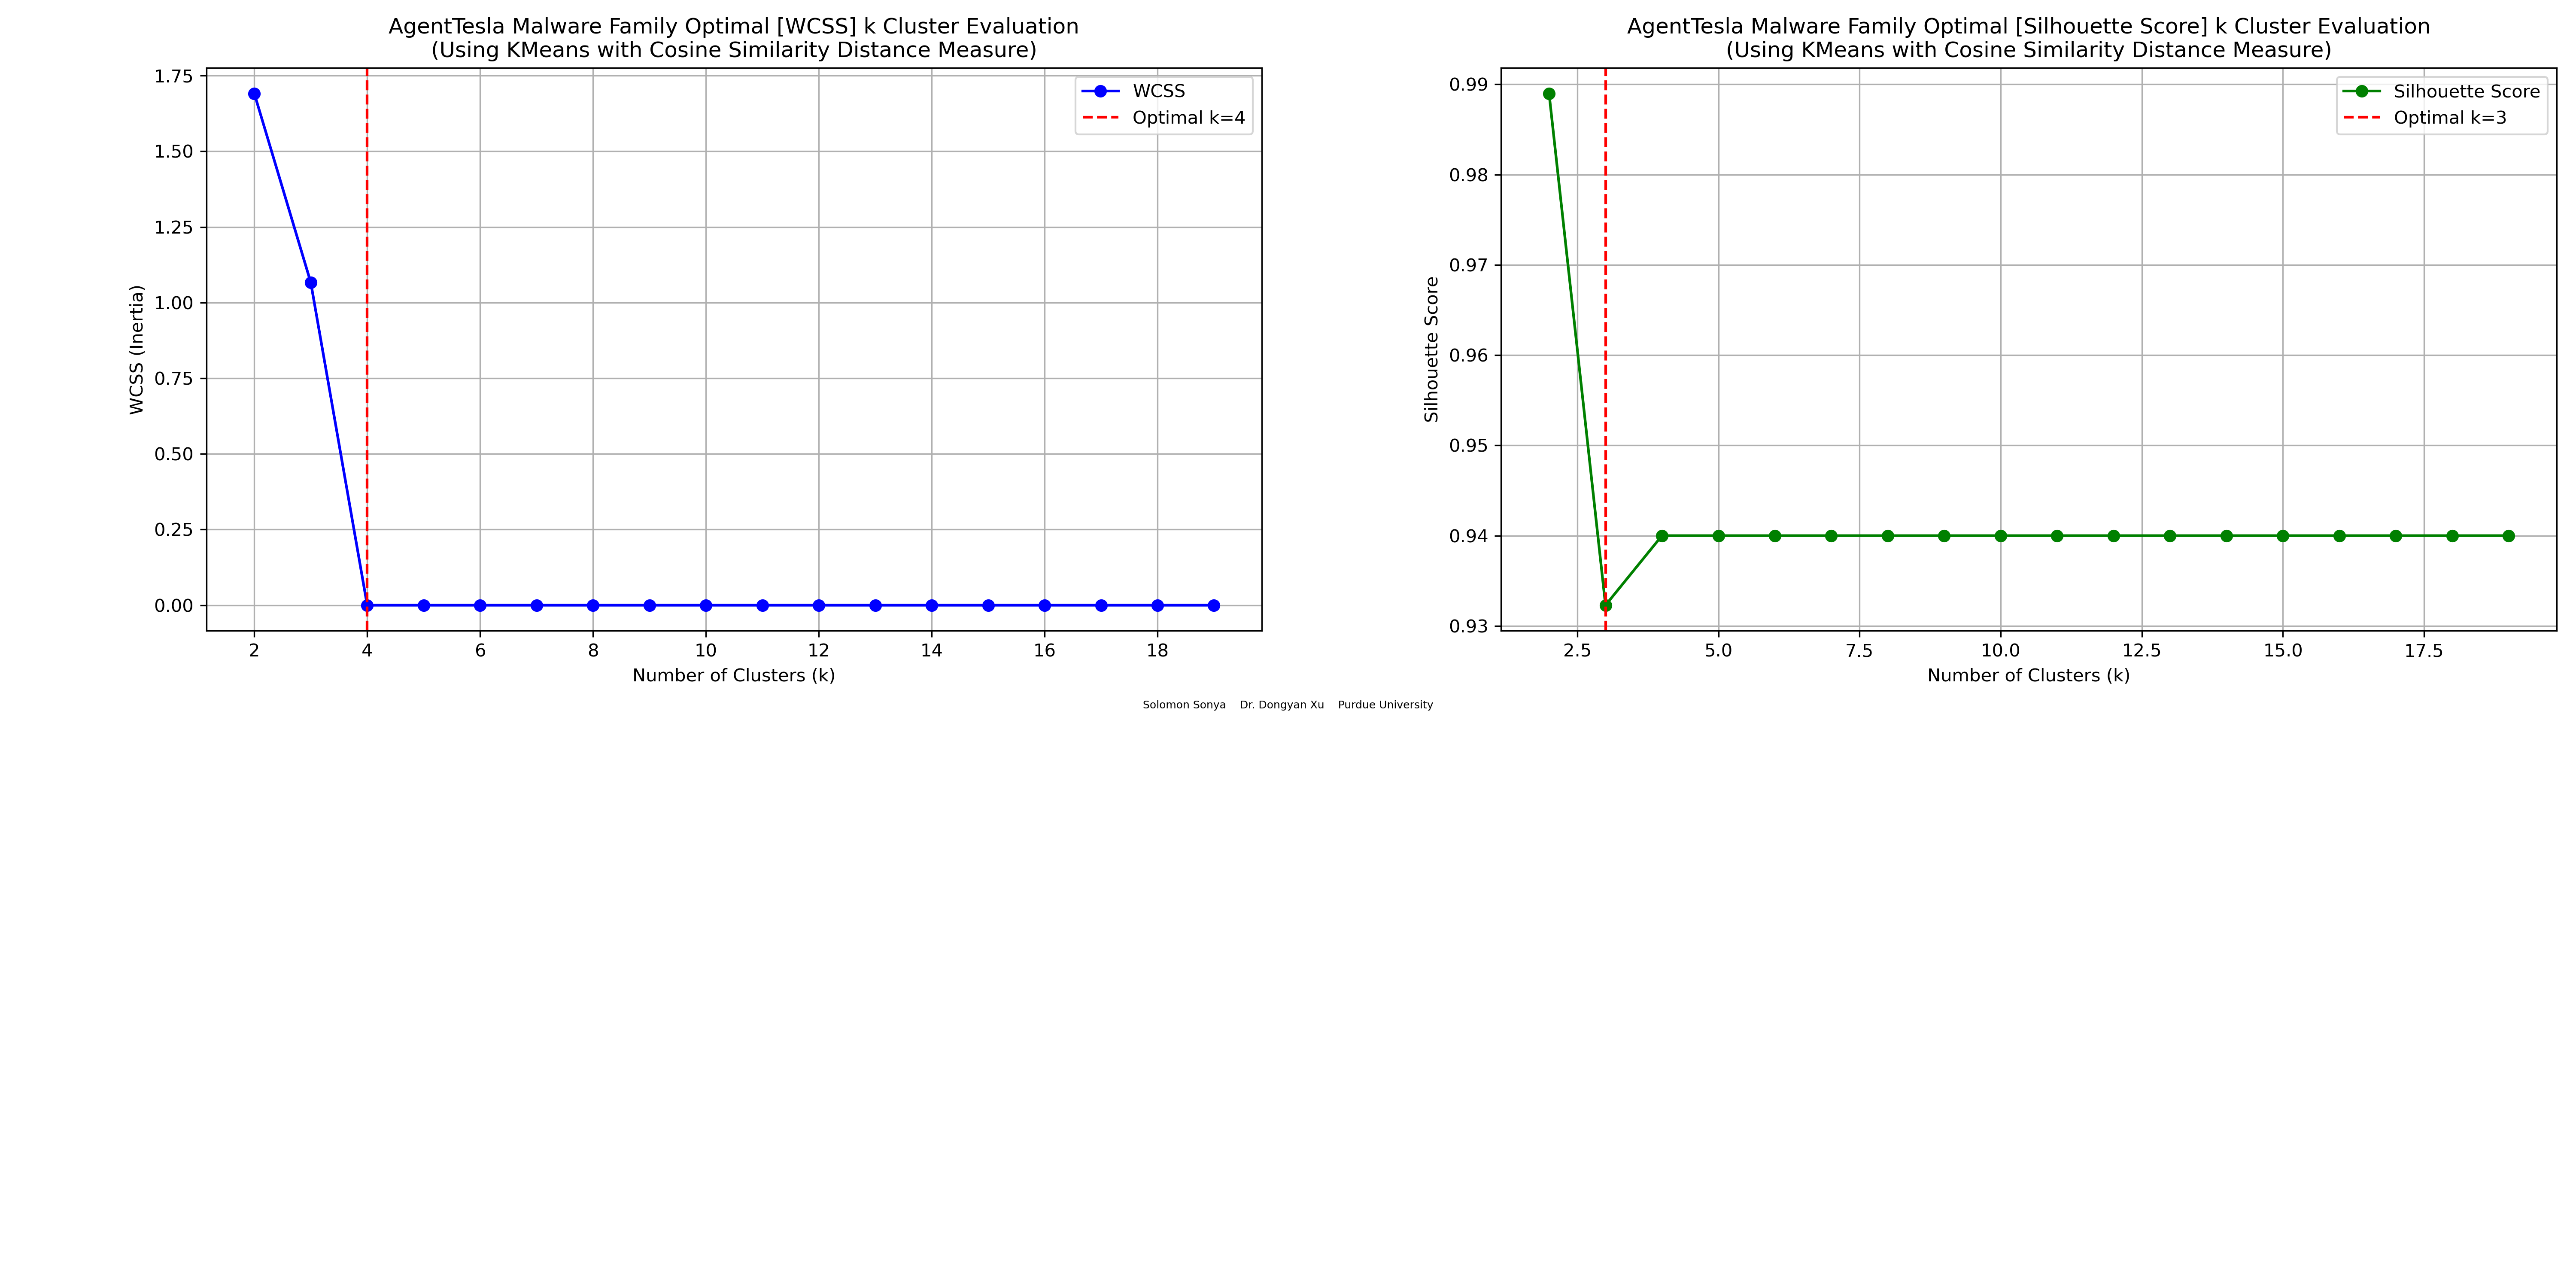 AgentTesla Malware Family Optimal [WCSS] k Cluster Evaluation
(Using KMeans with Cosine Similarity Distance Measure)
WCSS
Optimal k=4
1.75
1.50
1.25
1.00
0.75
0.50
0.25
0.00
WCSS (Inertia)
2 4 6 8 10 12 14 16 18
Number of Clusters (k)
AgentTesla Malware Family Optimal [Silhouette Score] k Cluster Evaluation
(Using KMeans with Cosine Similarity Distance Measure)
Silhouette Score
Optimal k=3
0.99
0.98
0.97
0.96
0.95
0.94
0.93
Silhouette Score
2.5 5.0 7.5 10.0 12.5 15.0 17.5
Number of Clusters (k)
Solomon Sonya Dr. Dongyan Xu Purdue University